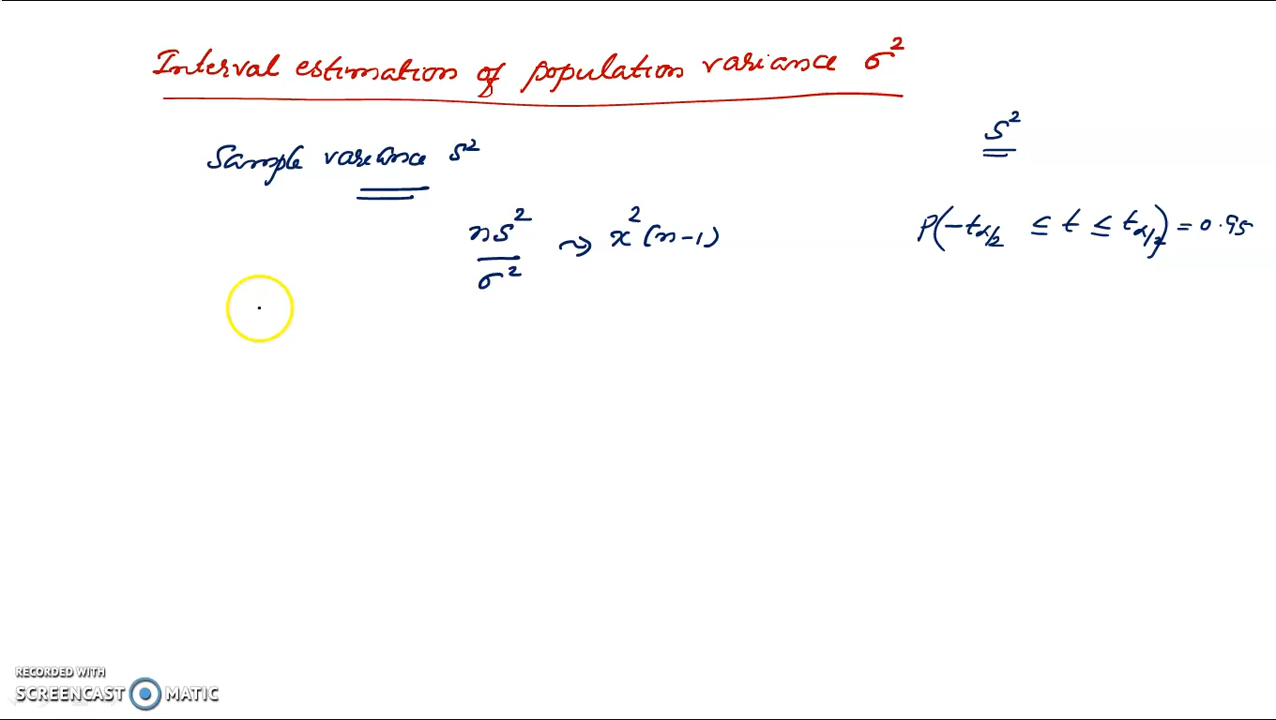 Interval estimation of population variance σ²
s²
Sample variance s²
ns²/σ² ~> x²(n-1)
P(-tα/2 ≤ t ≤ tα/2) = 0.95
RECORDED WITH
SCREENCAST MATIC